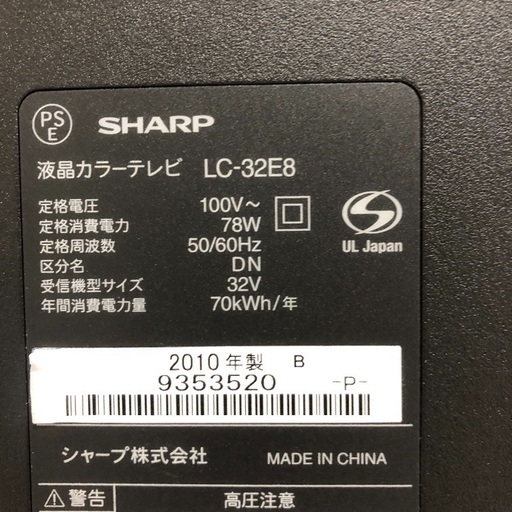 PS
E
SHARP
液晶カラーテレビ LC-32E8
定格電圧 100V～
定格消費電力 78W
定格周波数 50/60Hz
区分名 DN
受信機型サイズ 32V
年間消費電力量 70kWh/年
UL Japan
2010年製 B
9353520 -P-
シャープ株式会社 MADE IN CHINA
警告 高圧注意